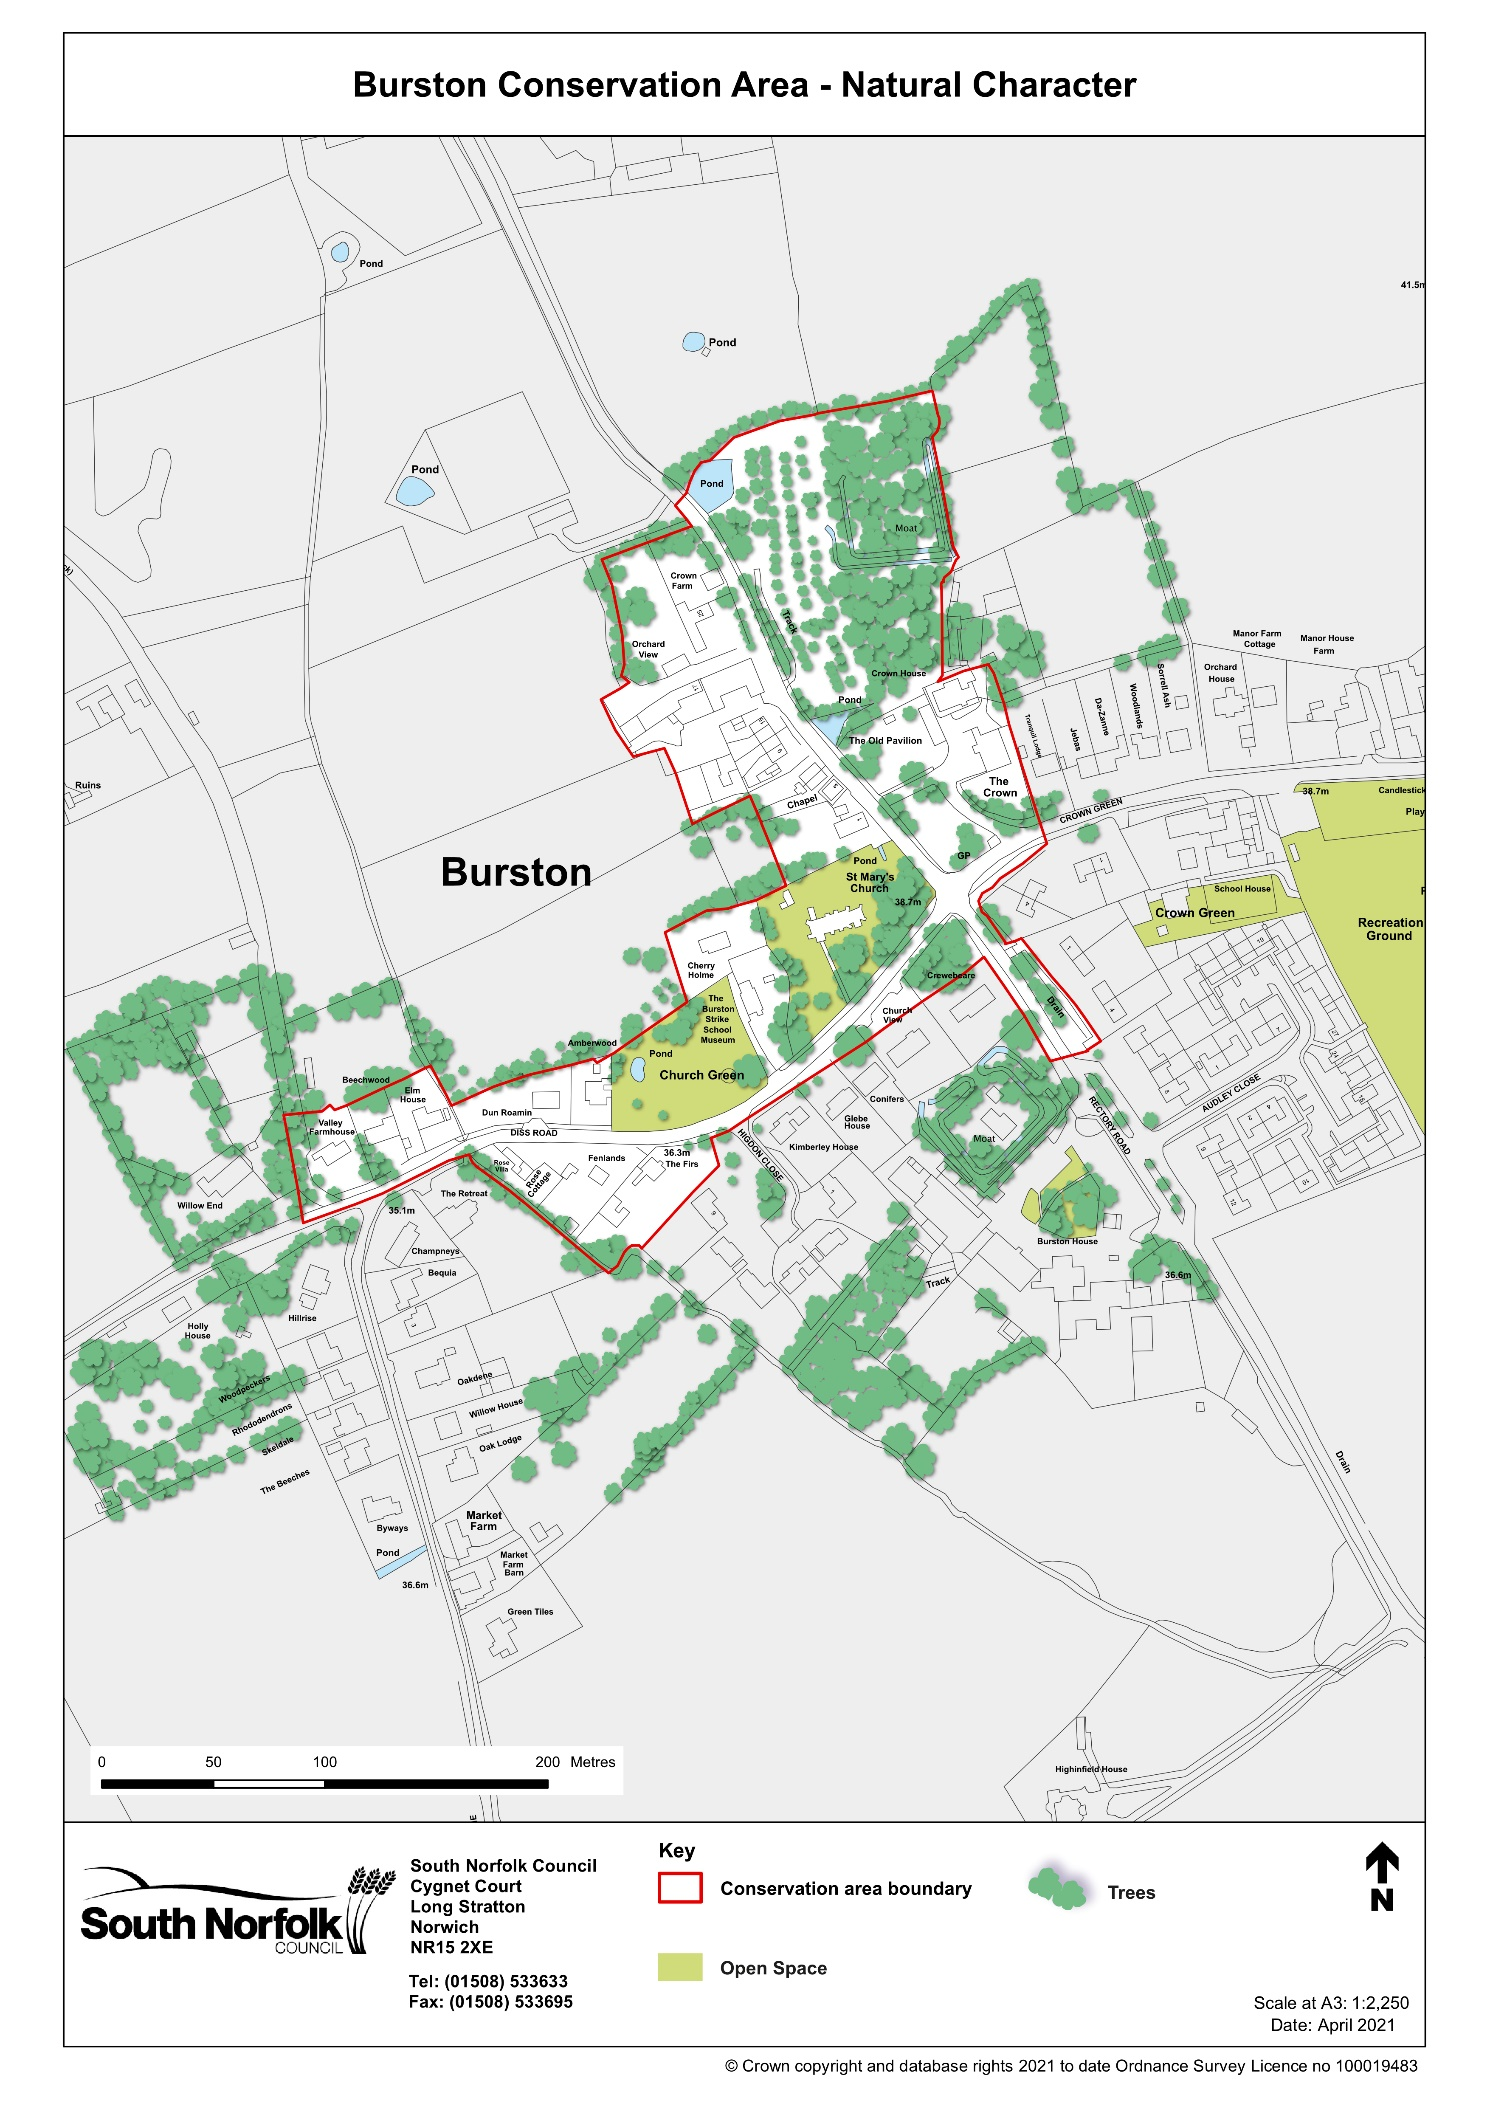 Burston Conservation Area - Natural Character
Pond
41.5m
Pond
Pond
Pond
Moat
Crown
Farm
Track
Orchard
View
Crown House
Pond
The Old Pavilion
The
Crown
Tranquil Lodge
Jebas
Da-Zanne
Woodlands
Sorrell Ash
Manor Farm
Cottage
Manor House
Farm
Orchard
House
Ruins
Chapel
CROWN GREEN
38.7m
Candlestick
Play
GP
Burston
Pond
St Mary's
Church
38.7m
School House
Crown Green
Recreation
Ground
Cherry
Holme
Crewebeare
The
Burston
Strike
School
Museum
Church
View
Drain
Amberwood
Pond
Church Green
Beechwood
Elm
House
Dun Roamin
Valley
Farmhouse
DISS ROAD
Conifers
Glebe
House
Kimberley House
HIGDON CLOSE
Moat
RECTORY ROAD
AUDLEY CLOSE
36.3m
The Firs
Fenlands
Rose
Villa
Rose
Cottage
The Retreat
35.1m
Willow End
Champneys
Bequia
Burston House
Track
36.6m
Hillrise
Holly
House
Woodpeckers
Rhododendrons
Skeldale
The Beeches
Oakdene
Willow House
Oak Lodge
Drain
Market
Farm
Byways
Pond
Market
Farm
Barn
36.6m
Green Tiles
Highinfield House
0 50 100 200 Metres
South Norfolk
COUNCIL
South Norfolk Council
Cygnet Court
Long Stratton
Norwich
NR15 2XE
Tel: (01508) 533633
Fax: (01508) 533695
Key
Conservation area boundary
Open Space
Trees
N
Scale at A3: 1:2,250
Date: April 2021
© Crown copyright and database rights 2021 to date Ordnance Survey Licence no 100019483